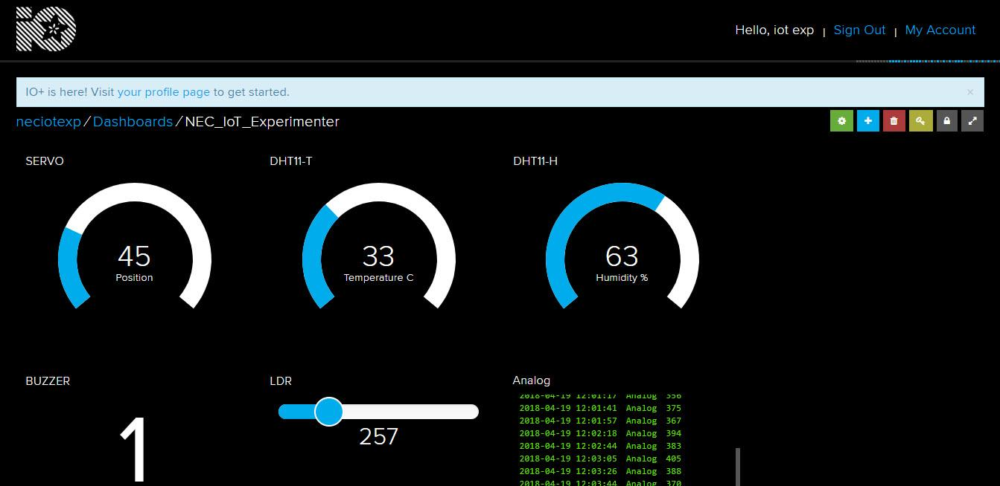 iO
Hello, iot exp | Sign Out | My Account
IO+ is here! Visit your profile page to get started. ×
neciotexp / Dashboards / NEC_IoT_Experimenter
SERVO
45
Position
DHT11-T
33
Temperature C
DHT11-H
63
Humidity %
BUZZER
1
LDR
257
Analog
2018-04-19 12:01:17 Analog 356
2018-04-19 12:01:41 Analog 375
2018-04-19 12:01:57 Analog 367
2018-04-19 12:02:18 Analog 394
2018-04-19 12:02:44 Analog 383
2018-04-19 12:03:05 Analog 405
2018-04-19 12:03:26 Analog 388
2018-04-19 12:03:44 Analog 370